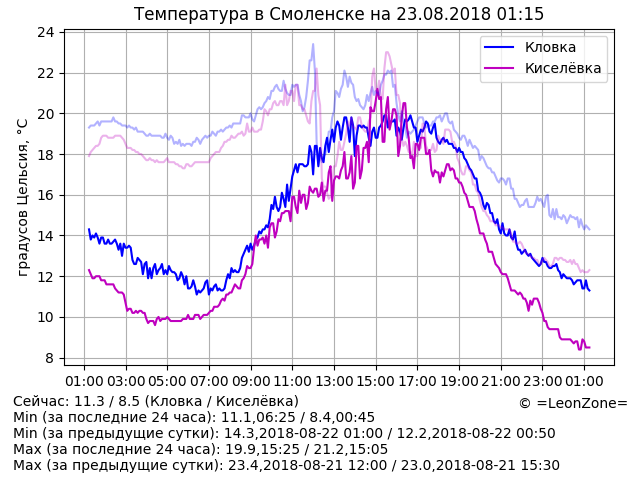 Температура в Смоленске на 23.08.2018 01:15
градусов Цельсия, °C
24
22
20
18
16
14
12
10
8
Кловка
Киселёвка
01:00 03:00 05:00 07:00 09:00 11:00 13:00 15:00 17:00 19:00 21:00 23:00 01:00
Сейчас: 11.3 / 8.5 (Кловка / Киселёвка)
© =LeonZone=
Min (за последние 24 часа): 11.1,06:25 / 8.4,00:45
Min (за предыдущие сутки): 14.3,2018-08-22 01:00 / 12.2,2018-08-22 00:50
Max (за последние 24 часа): 19.9,15:25 / 21.2,15:05
Max (за предыдущие сутки): 23.4,2018-08-21 12:00 / 23.0,2018-08-21 15:30